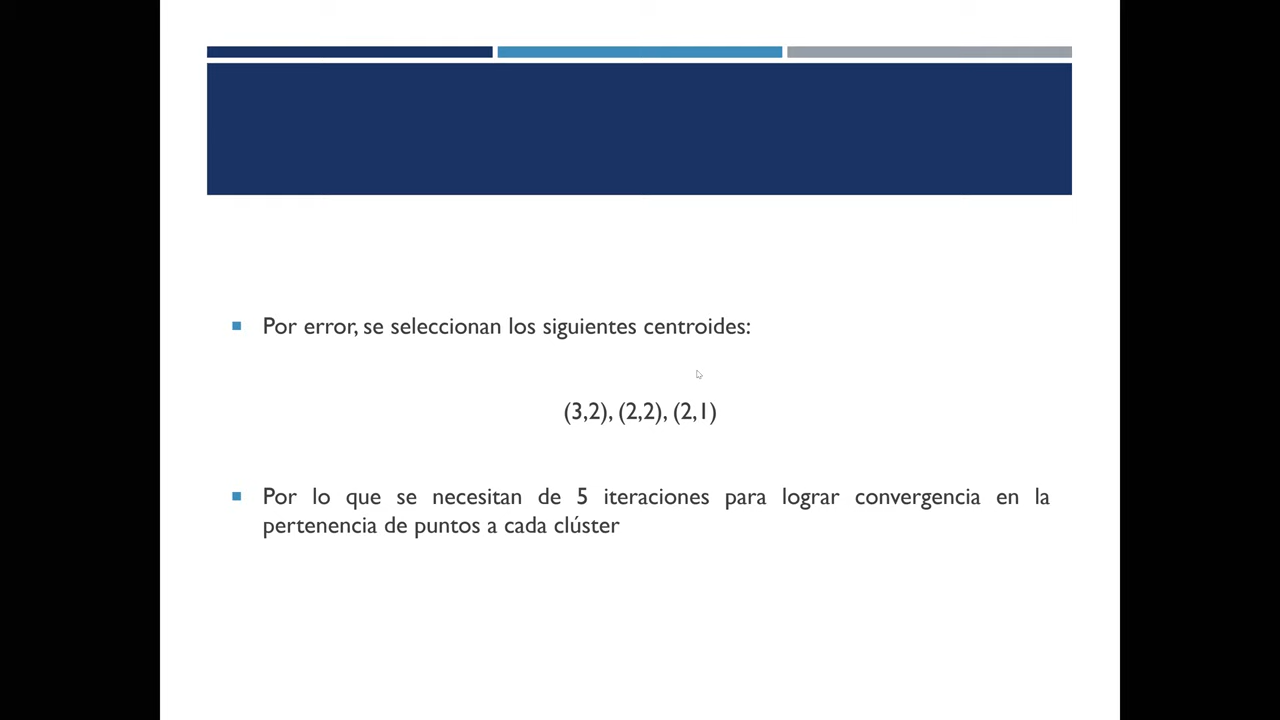 Por error, se seleccionan los siguientes centroides:
(3,2), (2,2), (2,1)
Por lo que se necesitan de 5 iteraciones para lograr convergencia en la
pertenencia de puntos a cada clúster